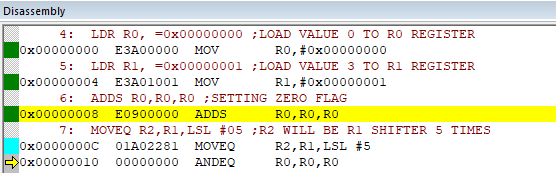 Disassembly
4: LDR R0, =0x00000000 ;LOAD VALUE 0 TO R0 REGISTER
0x00000000 E3A00000 MOV R0,#0x00000000
5: LDR R1, =0x00000001 ;LOAD VALUE 3 TO R1 REGISTER
0x00000004 E3A01001 MOV R1,#0x00000001
6: ADDS R0,R0,R0 ;SETTING ZERO FLAG
0x00000008 E0900000 ADDS R0,R0,R0
7: MOVEQ R2,R1,LSL #05 ;R2 WILL BE R1 SHIFTER 5 TIMES
0x0000000C 01A02281 MOVEQ R2,R1,LSL #5
0x00000010 00000000 ANDEQ R0,R0,R0